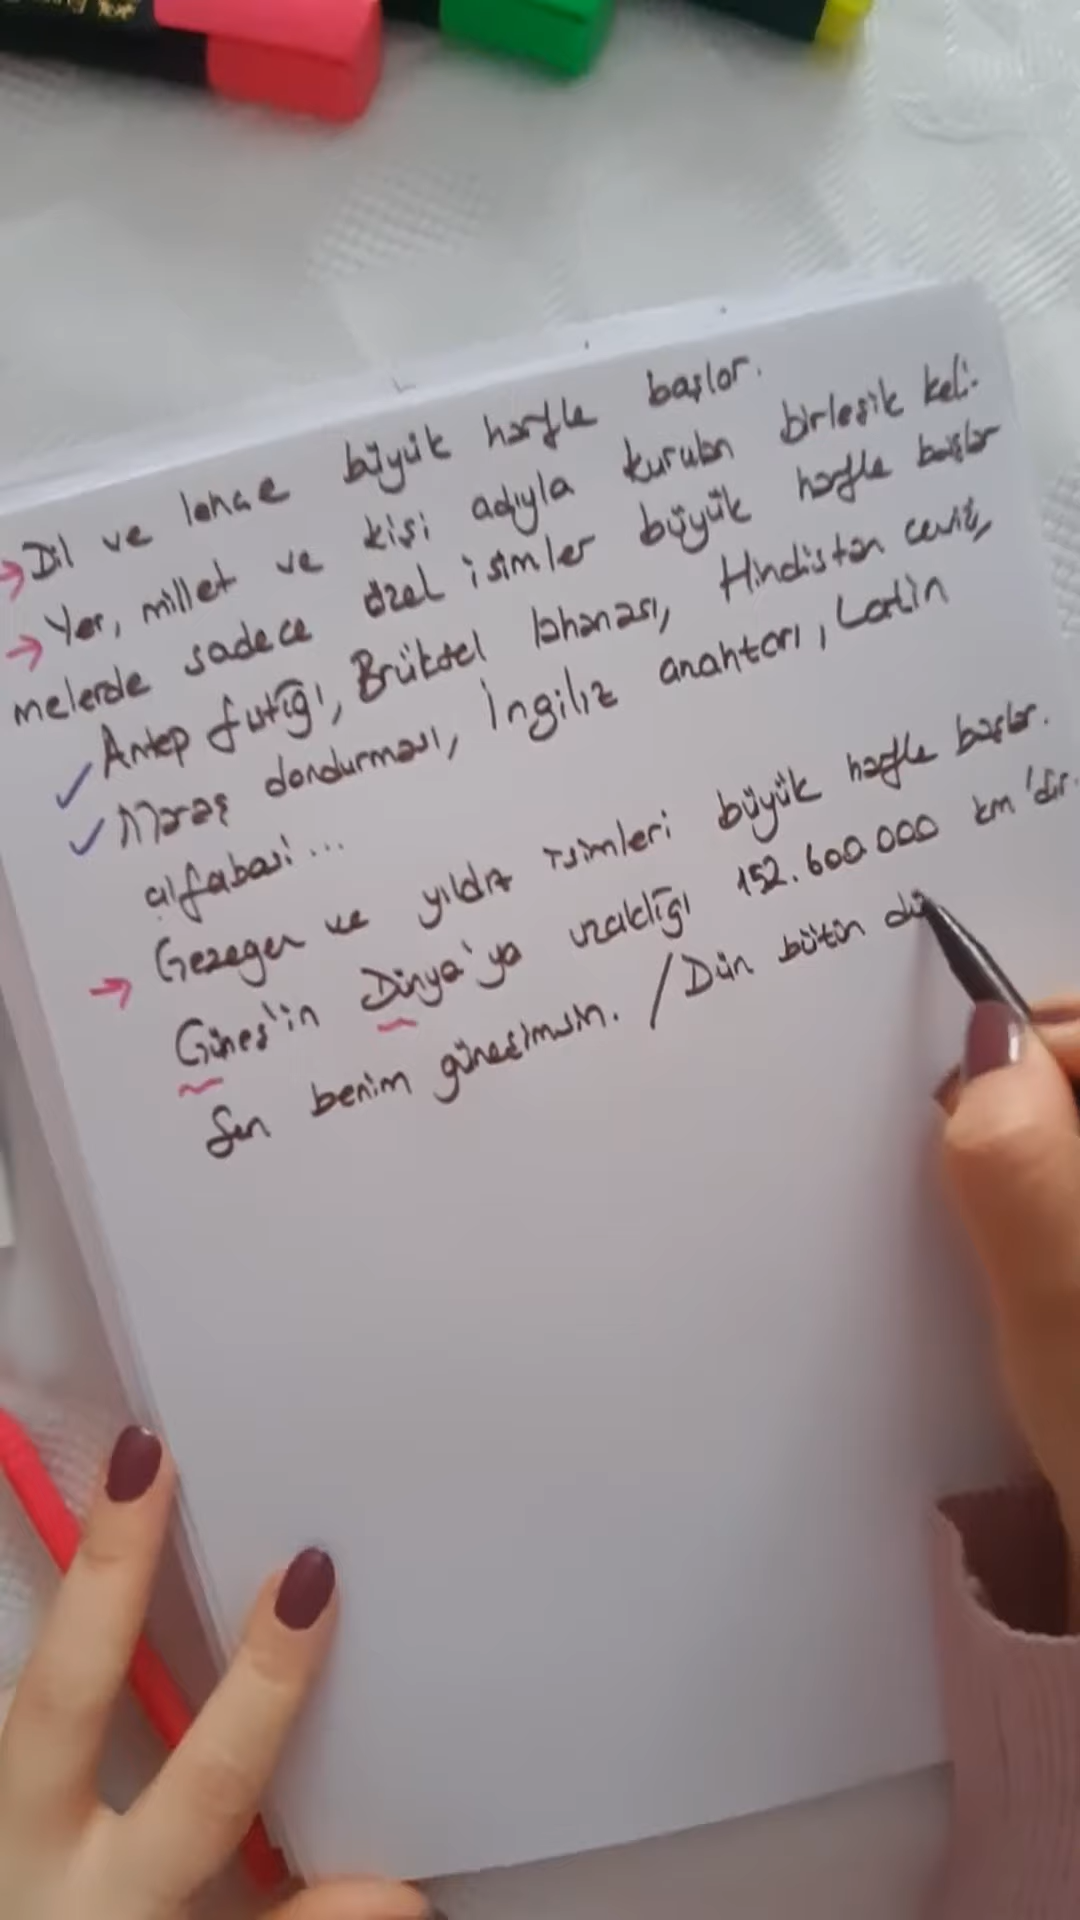 → Dil ve lehçe büyük harfle başlar.
→ Yer, millet ve kişi adıyla kurulan birleşik keli-
melerde sadece özel isimler büyük harfle başlar
✓ Antep fıstığı, Brüksel lahanası, Hindistan cevizi,
✓ Maraş dondurması, İngiliz anahtarı, Latin
alfabesi...
→ Gezegen ve yıldız isimleri büyük harfle başlar.
Güneş'in Dünya'ya uzaklığı 152.600.000 km'dir.
Sen benim güneşimsin. / Dün bütün dü